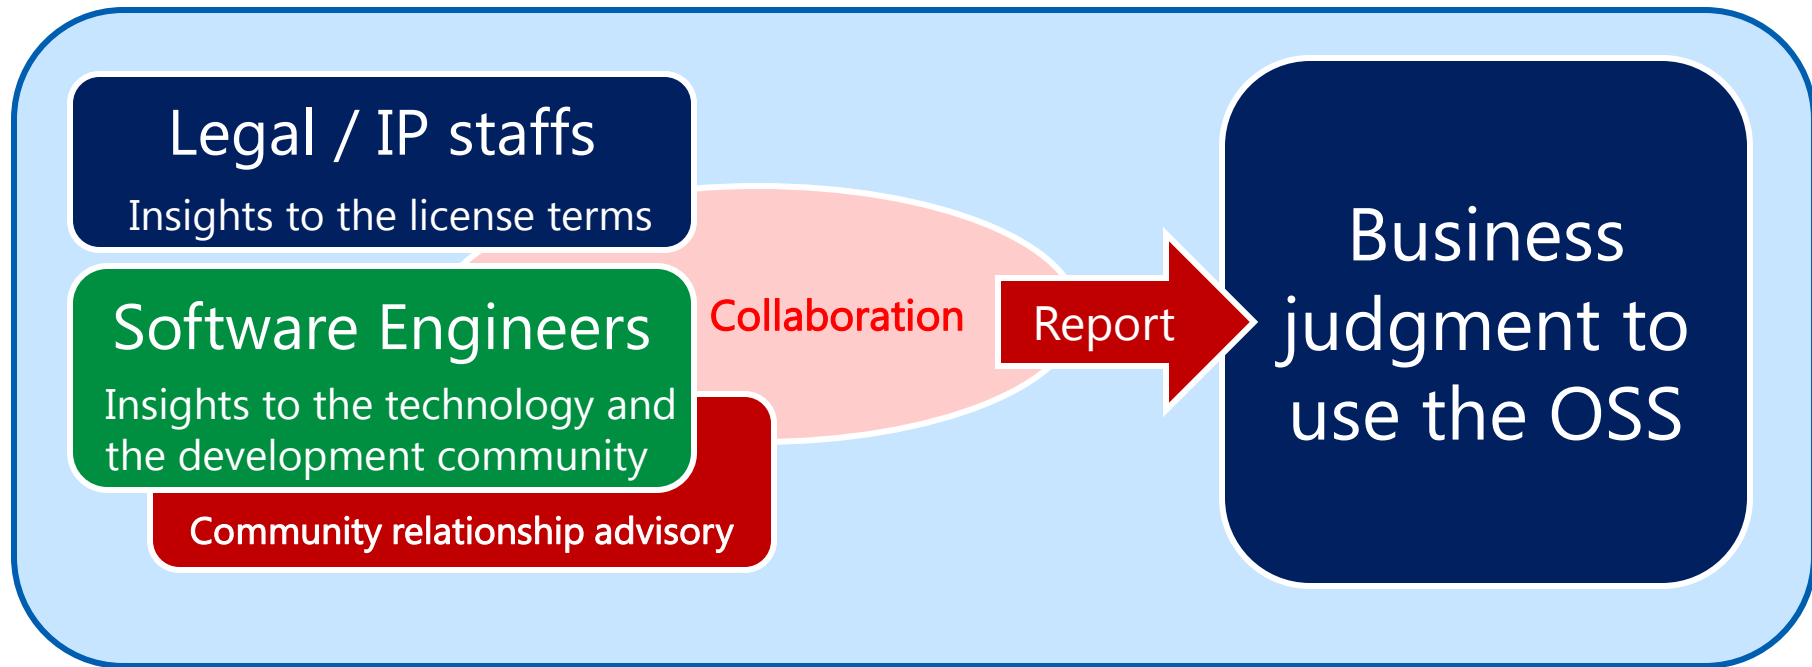 Legal / IP staffs
Insights to the license terms
Software Engineers
Insights to the technology and
the development community
Community relationship advisory
Collaboration
Report
Business
judgment to
use the OSS